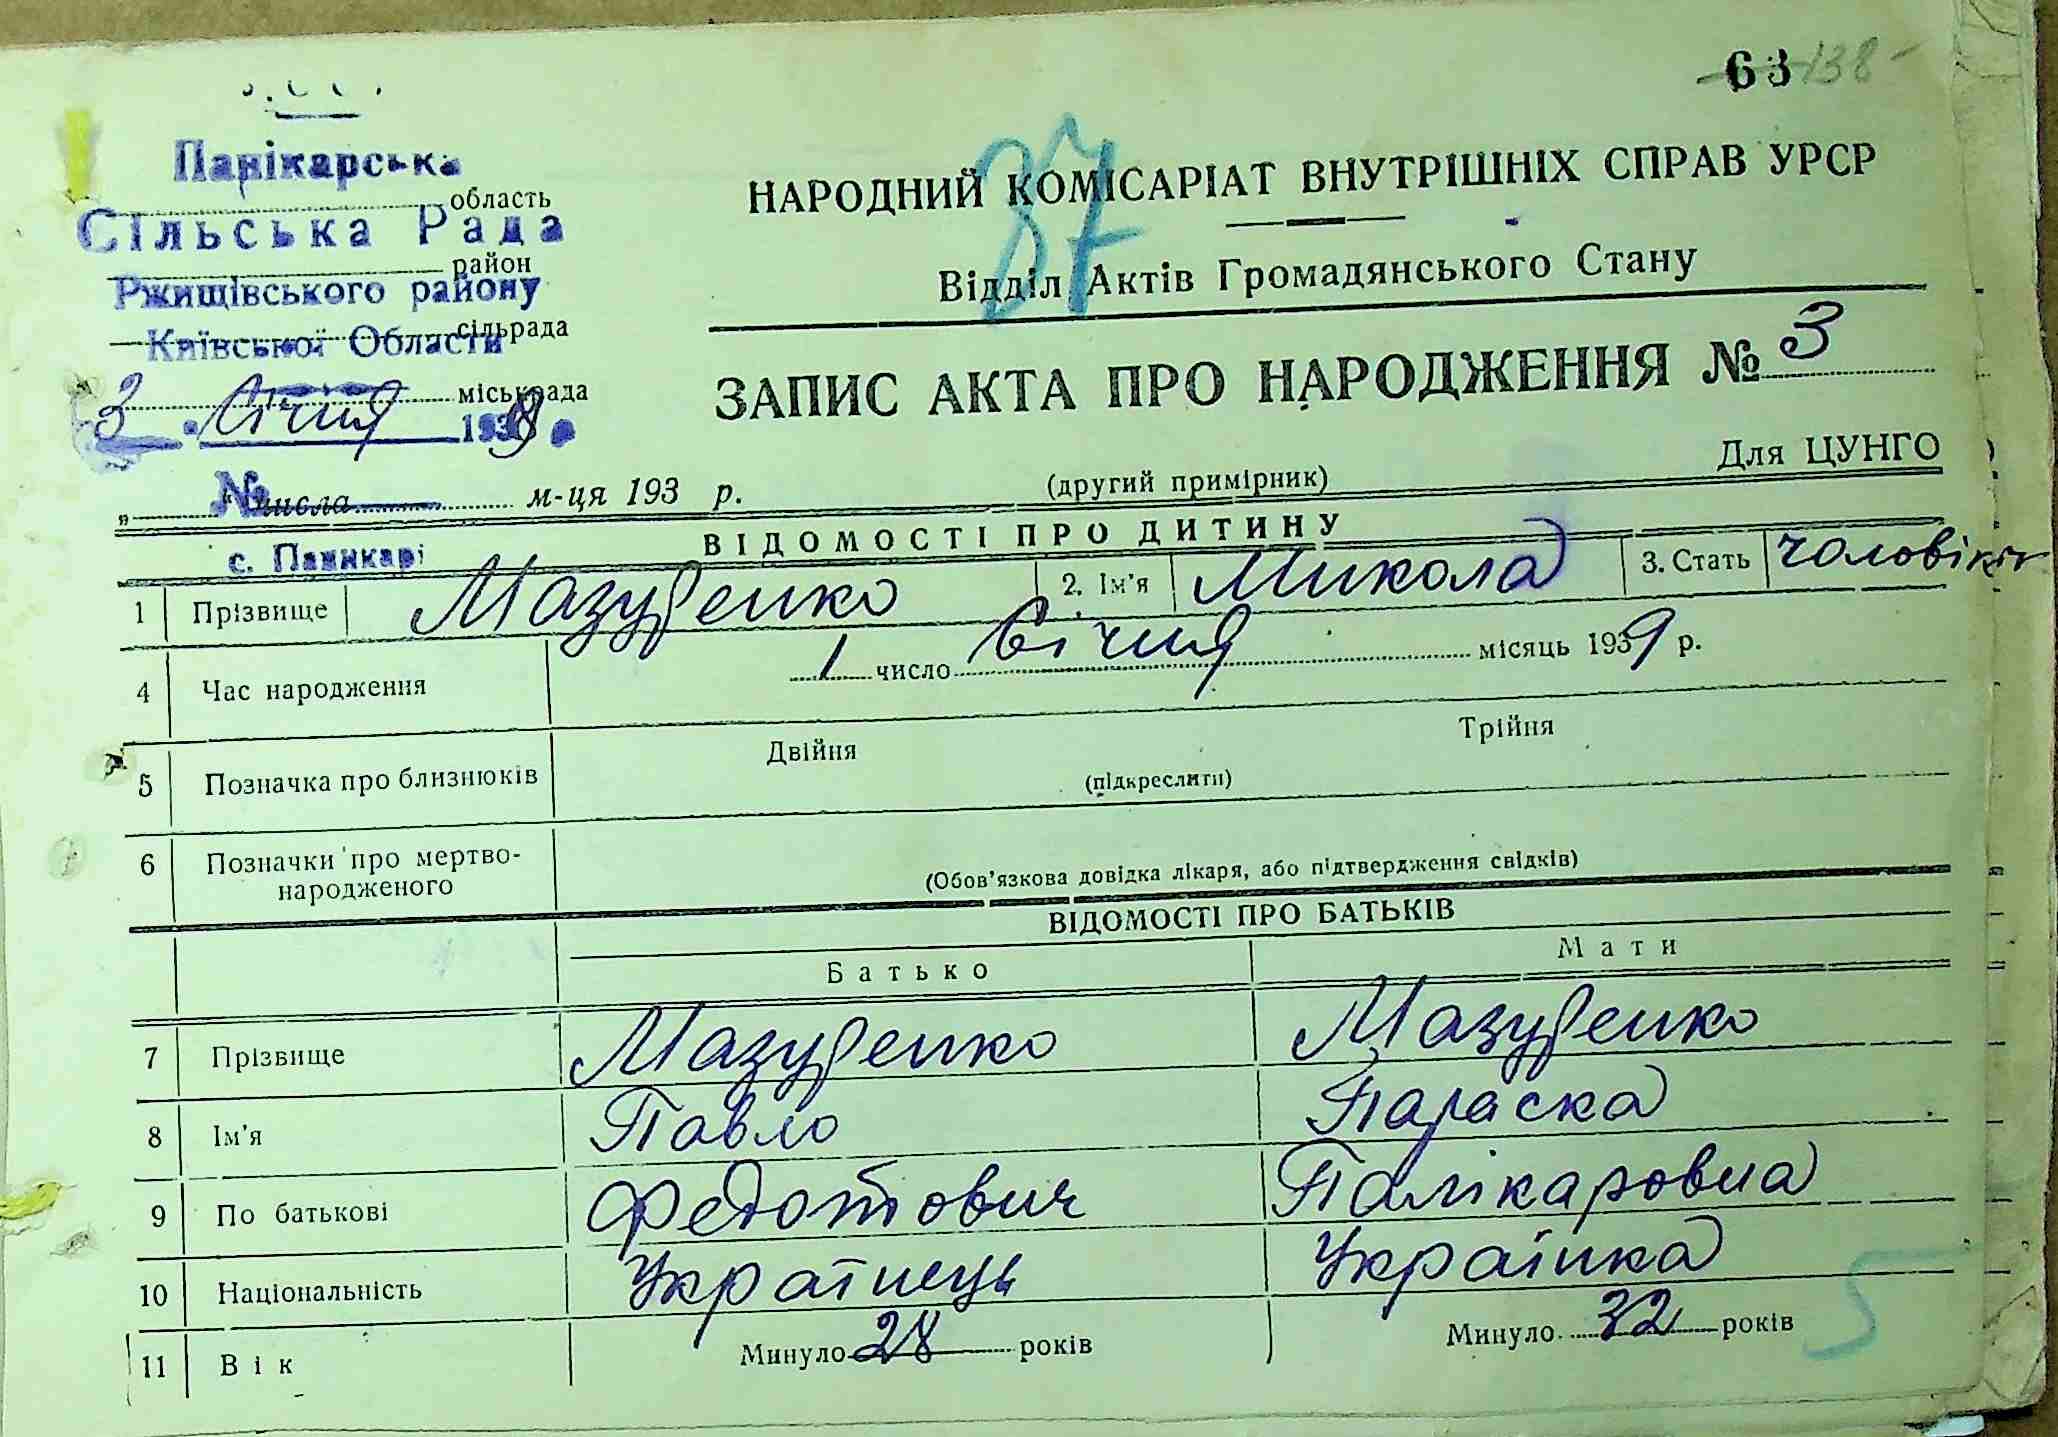 63 138
Панікарська
область
Сільська Рада
район
Ржищівського району
Київської Области
сільрада
міськрада
3 Січня 1939
№
" числа м-ця 193 р.
с. Паникарі
37
НАРОДНИЙ КОМІСАРІАТ ВНУТРІШНІХ СПРАВ УРСР
Відділ Актів Громадянського Стану
ЗАПИС АКТА ПРО НАРОДЖЕННЯ № 3
(другий примірник) Для ЦУНГО
ВІДОМОСТІ ПРО ДИТИНУ
1 Прізвище Мазуренко 2. Ім'я Микола 3. Стать
4 Час народження 1 число Січня місяць 1939 р.
5 Позначка про близнюків Двійня Трійня
(підкреслити)
6 Позначки про мертво-
народженого
(Обов'язкова довідка лікаря, або підтвердження свідків)
ВІДОМОСТІ ПРО БАТЬКІВ
Батько Мати
7 Прізвище Мазуренко Мазуренко
8 Ім'я Павло Параска
9 По батькові Федотович Палікаровна
10 Національність Українець Українка
11 Вік Минуло 28 років Минуло 32 років
5